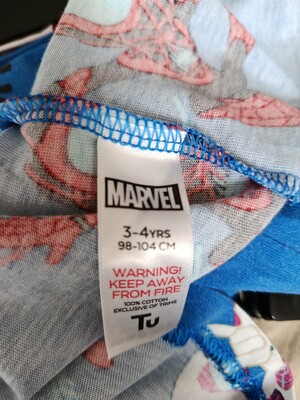 MARVEL
3-4YRS
98-104 CM
WARNING!
KEEP AWAY
FROM FIRE
100% COTTON
EXCLUSIVE OF TRIMS
Tu